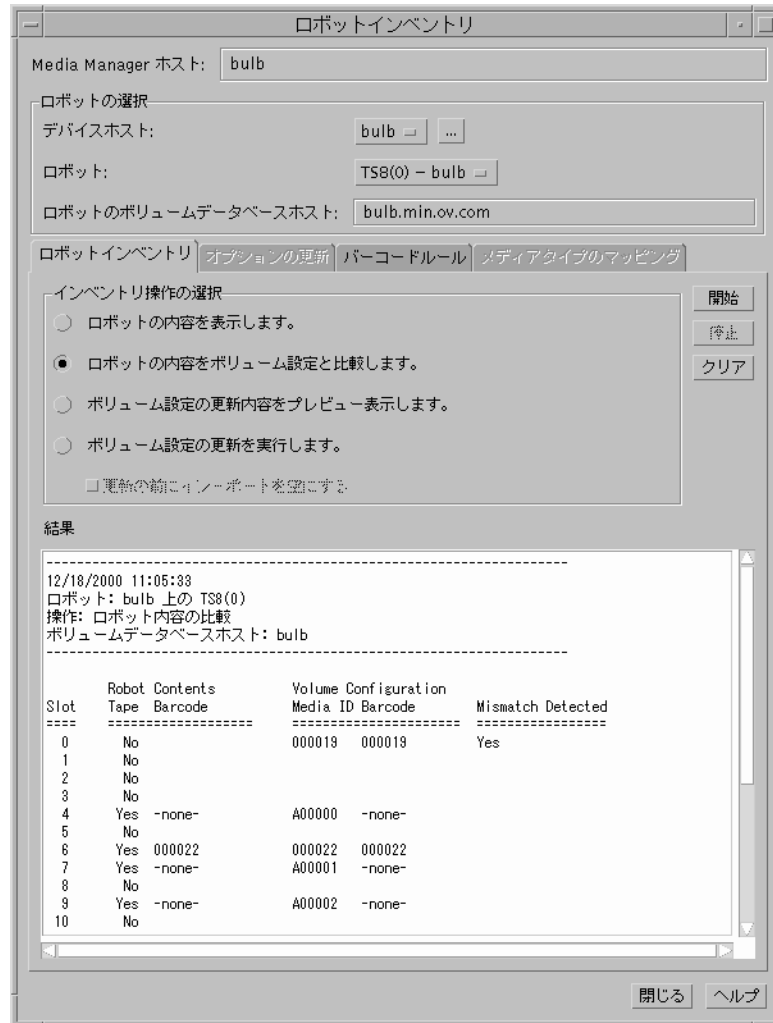 ロボットインベントリ
Media Manager ホスト: bulb
ロボットの選択
デバイスホスト: bulb ...
ロボット: TS8(0) – bulb
ロボットのボリュームデータベースホスト: bulb.min.ov.com
ロボットインベントリ オプションの更新 バーコードルール メディアタイプのマッピング
インベントリ操作の選択
開始
ロボットの内容を表示します。
停止
ロボットの内容をボリューム設定と比較します。
クリア
ボリューム設定の更新内容をプレビュー表示します。
ボリューム設定の更新を実行します。
更新の前にインポートを空にする
結果
--------------------------------------------------------------------------
12/18/2000 11:05:33
ロボット: bulb 上の TS8(0)
操作: ロボット内容の比較
ボリュームデータベースホスト: bulb
--------------------------------------------------------------------------
Robot Contents Volume Configuration
Slot Tape Barcode Media ID Barcode Mismatch Detected
==== =================== ====================== =================
0 No 000019 000019 Yes
1 No
2 No
3 No
4 Yes -none- A00000 -none-
5 No
6 Yes 000022 000022 000022
7 Yes -none- A00001 -none-
8 No
9 Yes -none- A00002 -none-
10 No
閉じる ヘルプ